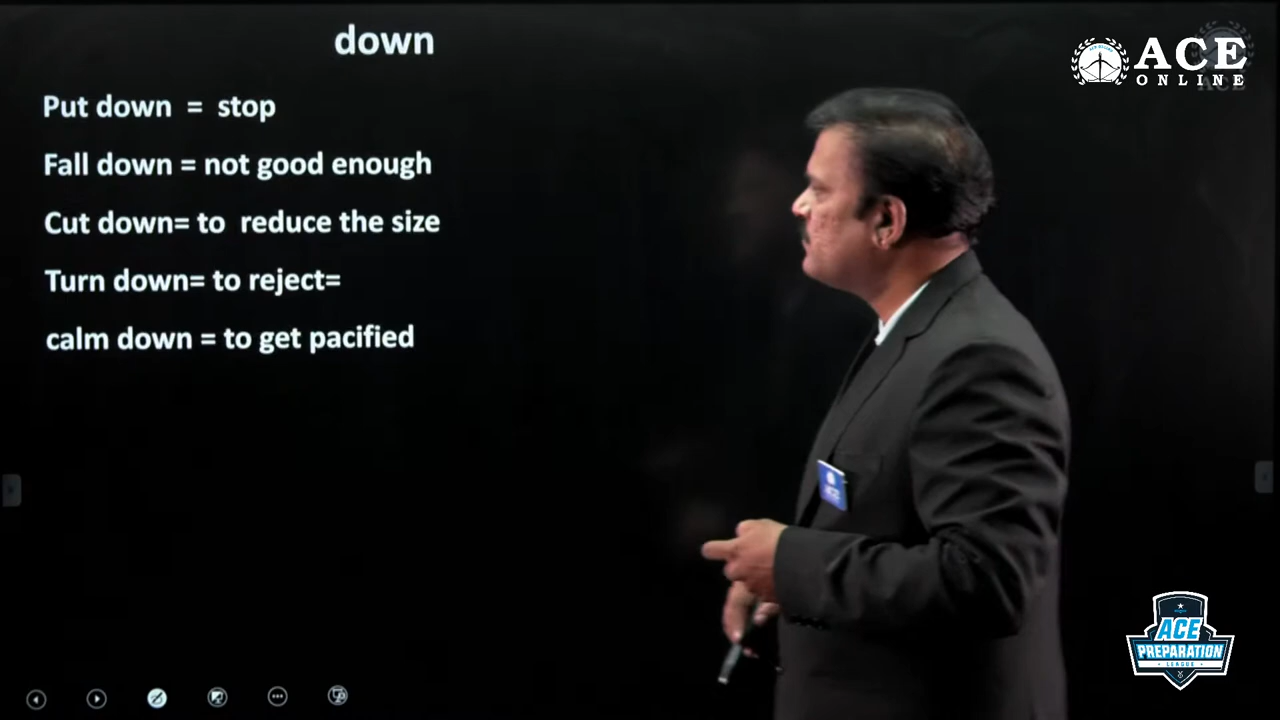 down
Put down = stop
Fall down = not good enough
Cut down= to reduce the size
Turn down= to reject=
calm down = to get pacified
ACE
ONLINE
ACE
ACE
PREPARATION
LEAGUE